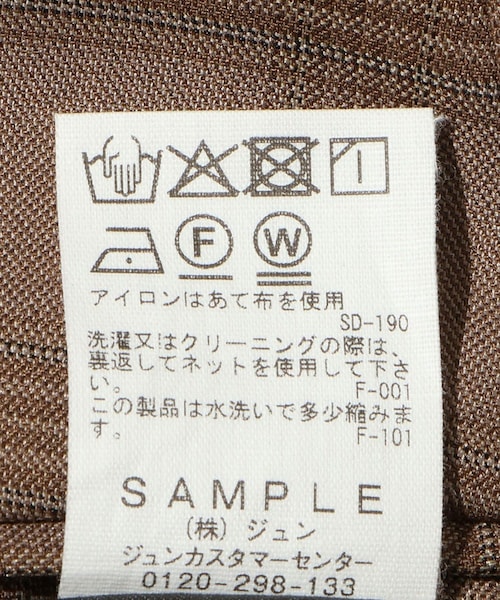 F W
アイロンはあて布を使用
SD-190
洗濯又はクリーニングの際は、
裏返してネットを使用して下さ
い。 F-001
この製品は水洗いで多少縮みま
す。 F-101
SAMPLE
(株)ジュン
ジュンカスタマーセンター
0120-298-133